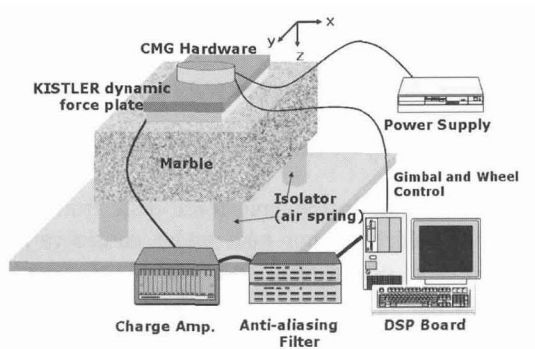 x
y
z
CMG Hardware
KISTLER dynamic
force plate
Power Supply
Marble
Gimbal and Wheel
Control
Isolator
(air spring)
Charge Amp.
Anti-aliasing
Filter
DSP Board